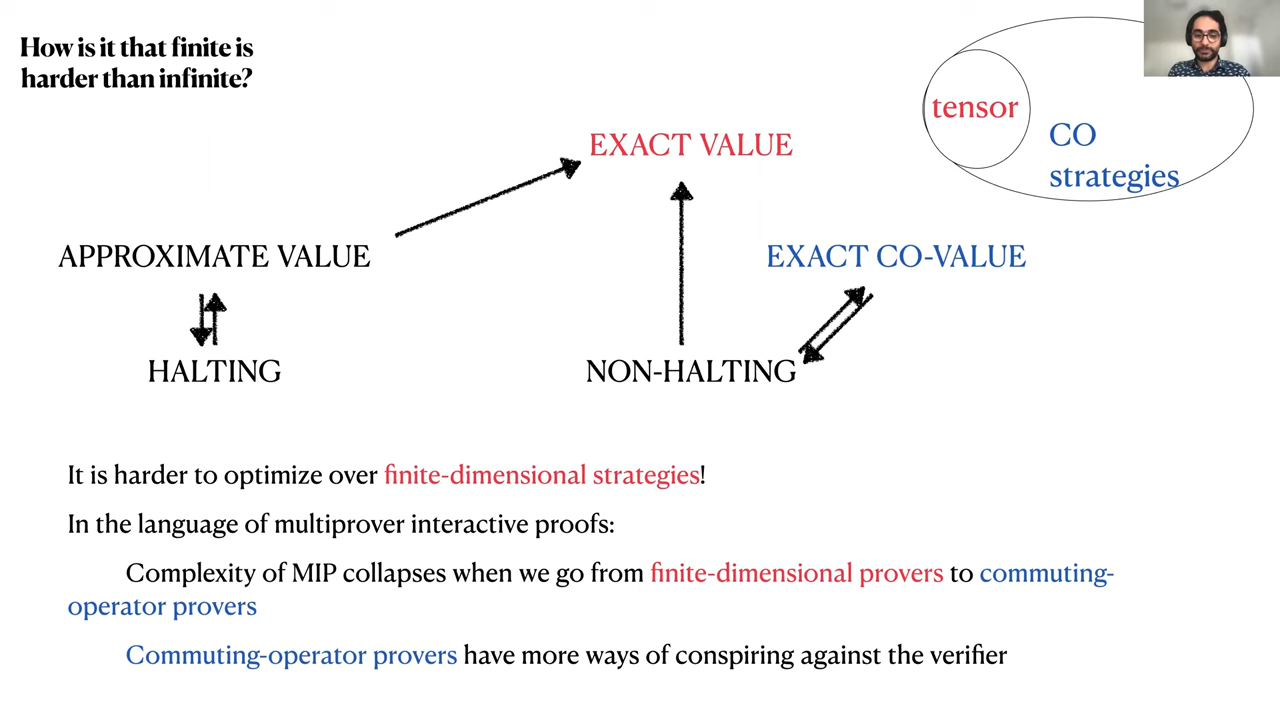 How is it that finite is
harder than infinite?
tensor
CO
strategies
EXACT VALUE
APPROXIMATE VALUE
EXACT CO-VALUE
HALTING
NON-HALTING
It is harder to optimize over finite-dimensional strategies!
In the language of multiprover interactive proofs:
Complexity of MIP collapses when we go from finite-dimensional provers to commuting-
operator provers
Commuting-operator provers have more ways of conspiring against the verifier